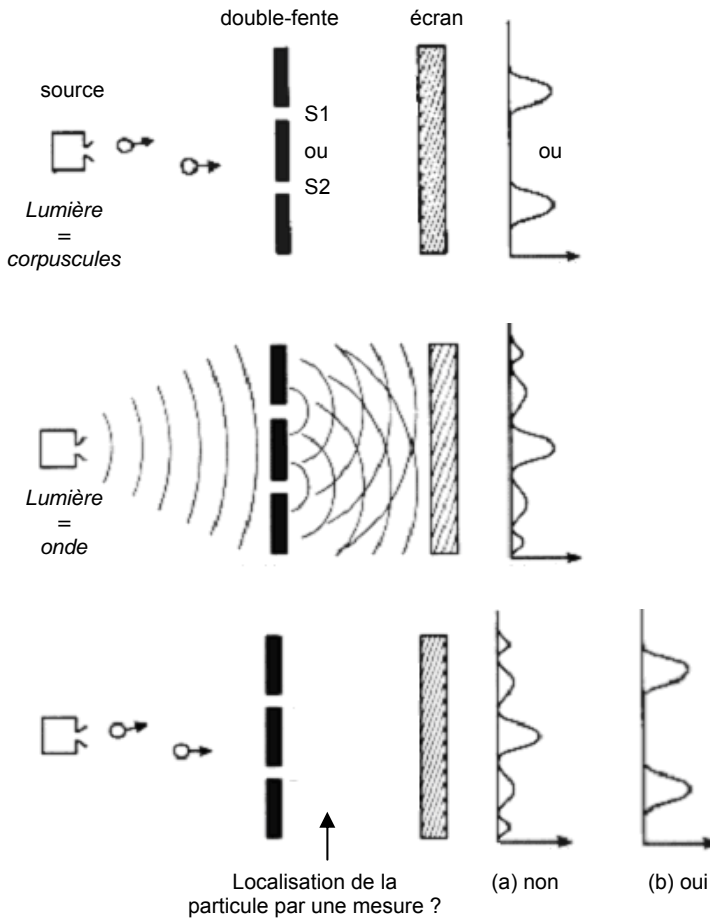 double-fente
écran
source
S1
ou
S2
ou
Lumière
=
corpuscules
Lumière
=
onde
Localisation de la
particule par une mesure ?
(a) non
(b) oui